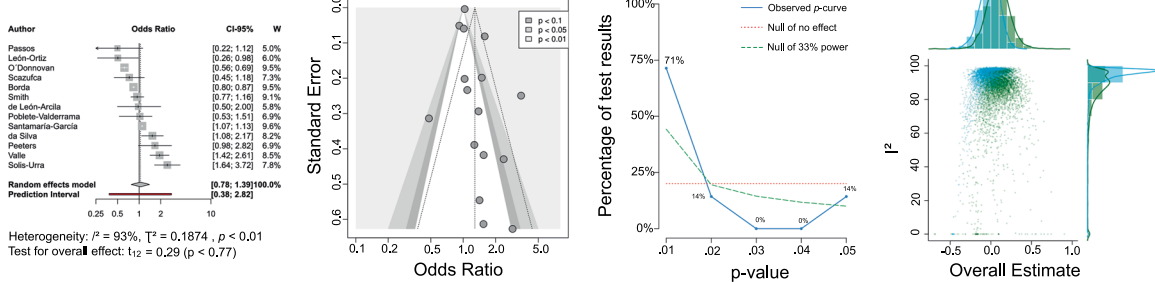 Odds Ratio
Author CI-95% W
Passos [0.22; 1.12] 5.0%
León-Ortiz [0.26; 0.98] 6.0%
O´Donnovan [0.56; 0.69] 9.5%
Scazufca [0.45; 1.18] 7.3%
Borda [0.80; 0.87] 9.5%
Smith [0.77; 1.16] 9.1%
de León-Arcila [0.50; 2.00] 5.8%
Poblete-Valderrama [0.53; 1.51] 6.9%
Santamaría-García [1.07; 1.13] 9.6%
da Silva [1.08; 2.17] 8.2%
Peeters [0.98; 2.82] 6.9%
Valle [1.42; 2.61] 8.5%
Solis-Urra [1.64; 3.72] 7.8%
Random effects model [0.78; 1.39] 100.0%
Prediction Interval [0.38; 2.82]
0.25 0.5 1 2 10
Heterogeneity: I² = 93%, τ² = 0.1874 , p < 0.01
Test for overall effect: t12 = 0.29 (p < 0.77)
Standard Error
0.0
0.1
0.2
0.3
0.4
0.5
0.6
p < 0.1
p < 0.05
p < 0.01
0.1 0.2 0.5 1.0 2.0 5.0
Odds Ratio
Percentage of test results
100%
75%
50%
25%
0%
Observed p-curve
Null of no effect
Null of 33% power
71%
14%
0%
0%
14%
.01 .02 .03 .04 .05
p-value
I²
100
80
60
40
20
0
-0.5 0.0 0.5 1.0
Overall Estimate